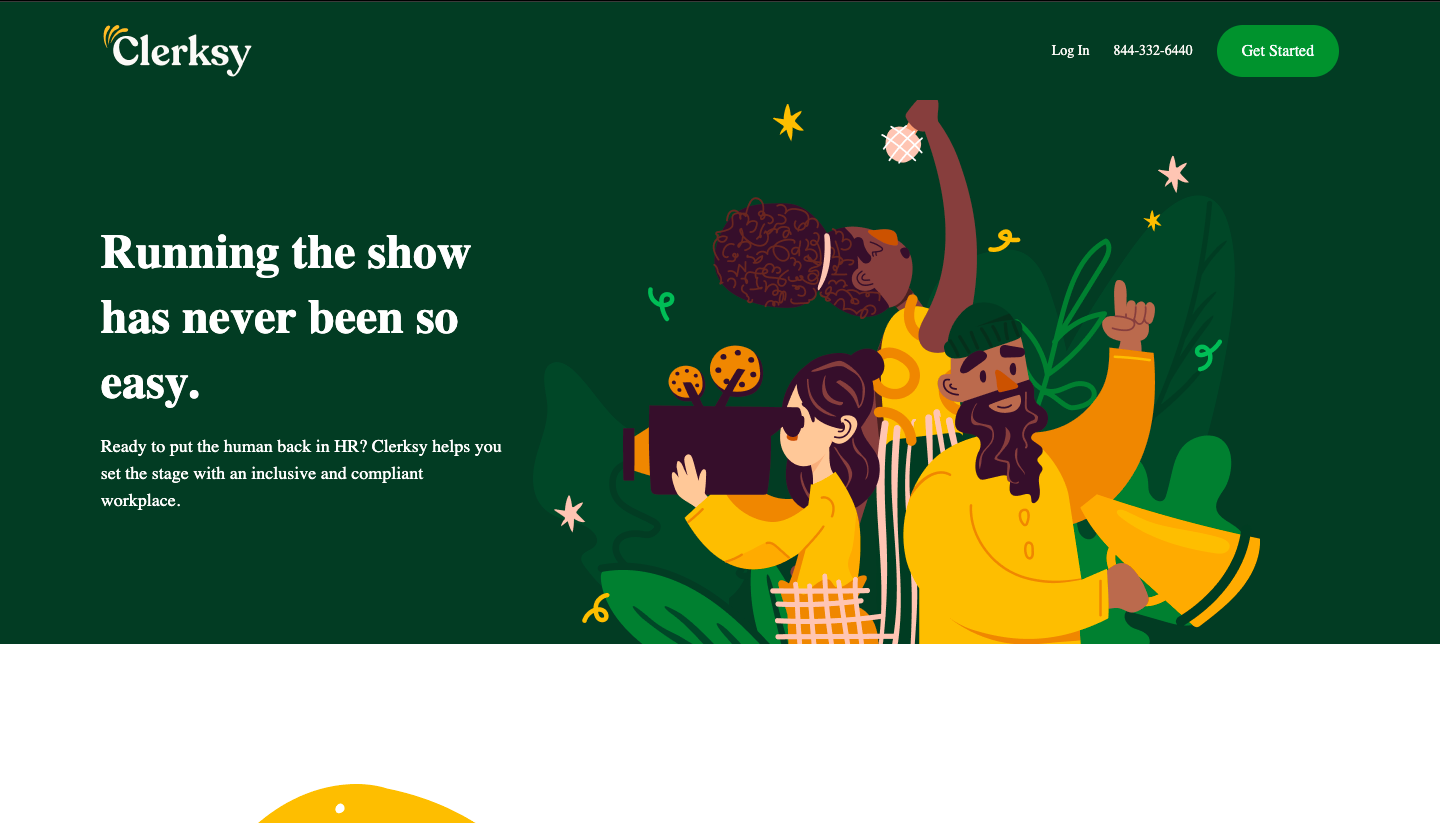 Clerksy
Log In
844-332-6440
Get Started
Running the show
has never been so
easy.
Ready to put the human back in HR? Clerksy helps you
set the stage with an inclusive and compliant
workplace.